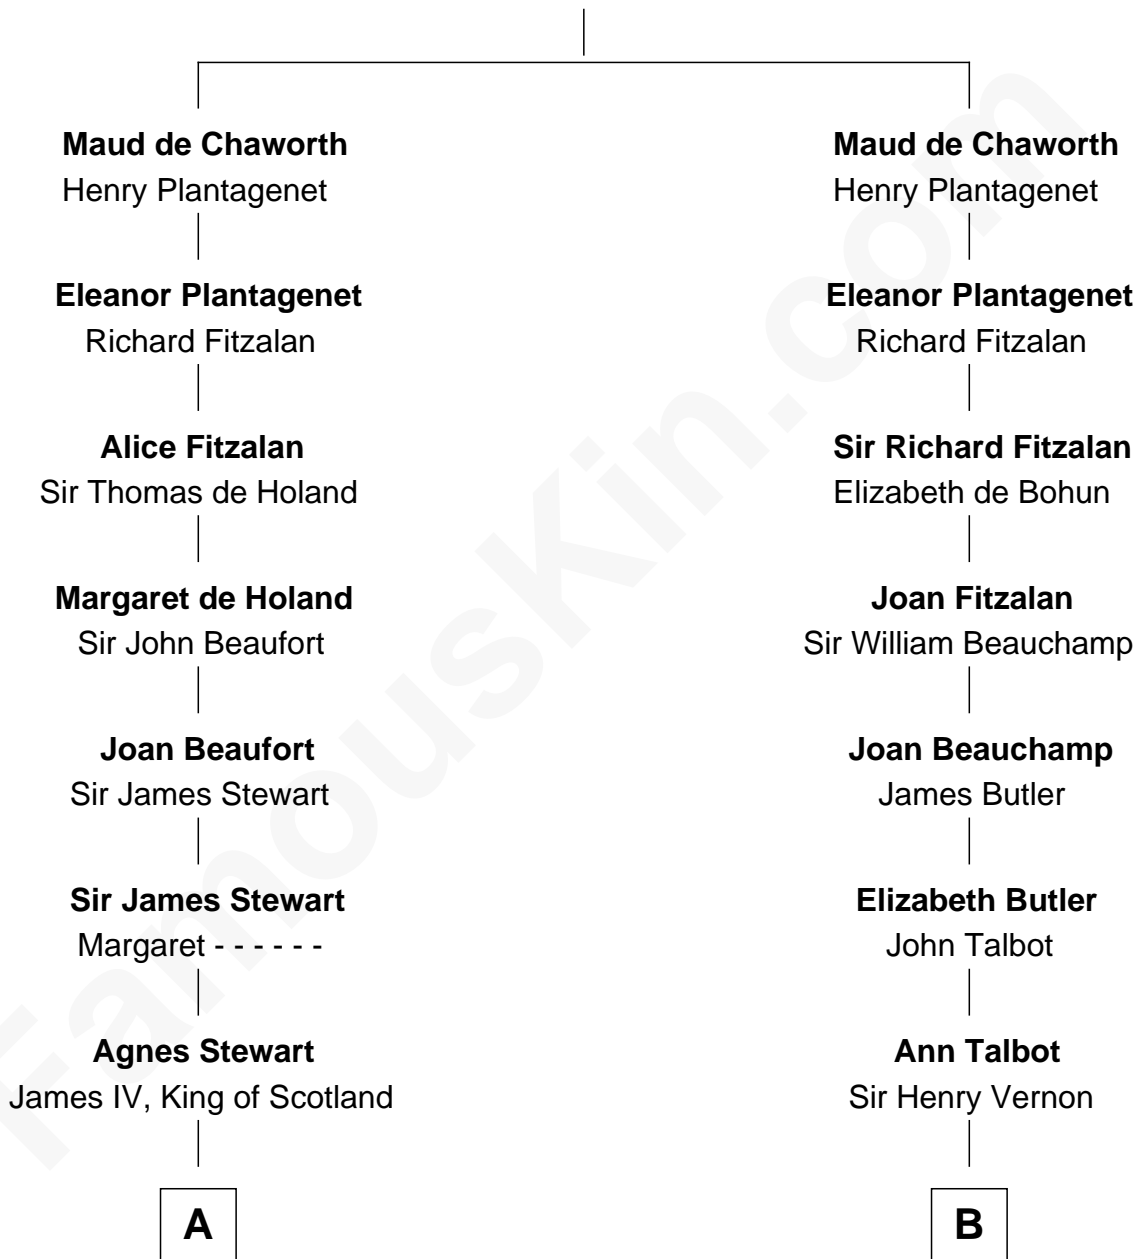 Maud de Chaworth
Henry Plantagenet
Eleanor Plantagenet
Richard Fitzalan
Alice Fitzalan
Sir Thomas de Holand
Margaret de Holand
Sir John Beaufort
Joan Beaufort
Sir James Stewart
Sir James Stewart
Margaret - - - - - -
Agnes Stewart
James IV, King of Scotland
A
Maud de Chaworth
Henry Plantagenet
Eleanor Plantagenet
Richard Fitzalan
Sir Richard Fitzalan
Elizabeth de Bohun
Joan Fitzalan
Sir William Beauchamp
Joan Beauchamp
James Butler
Elizabeth Butler
John Talbot
Ann Talbot
Sir Henry Vernon
B
FamousKin.com